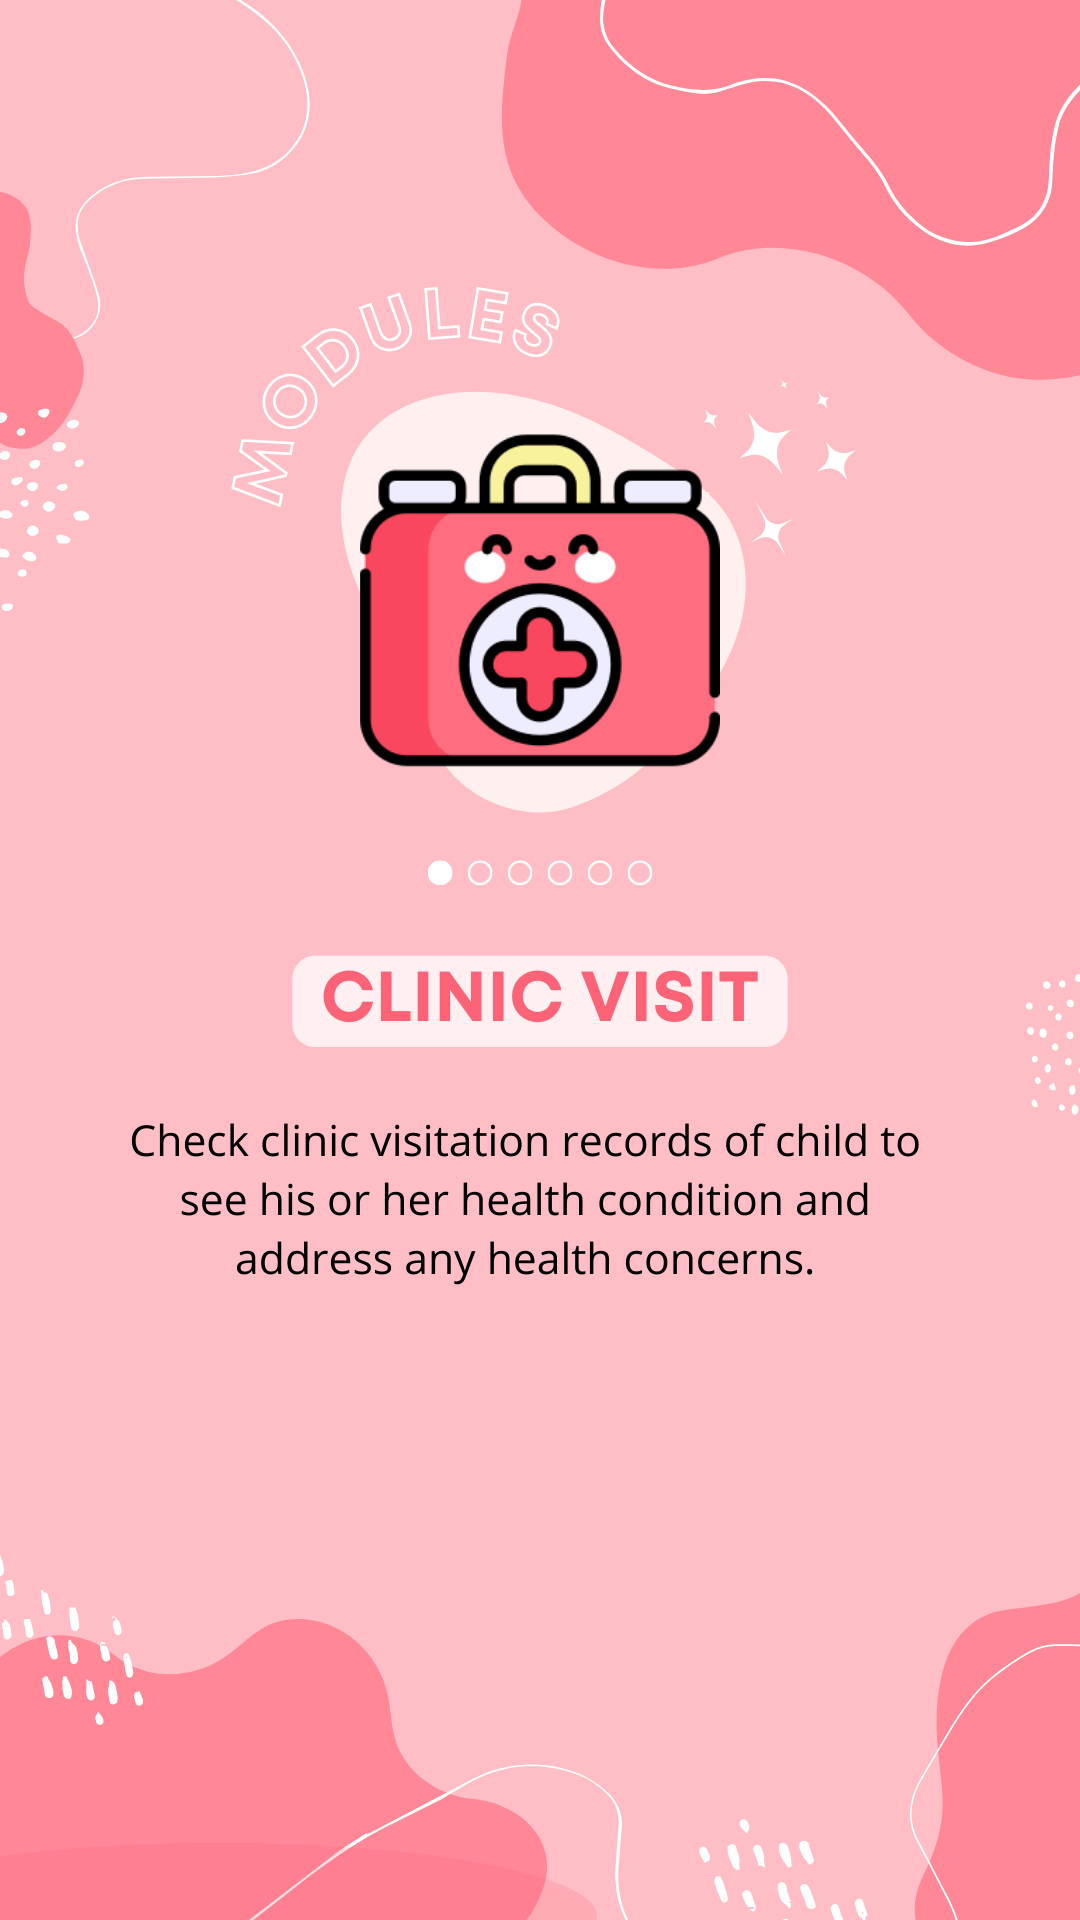 MODULES
CLINIC VISIT
Check clinic visitation records of child to
see his or her health condition and
address any health concerns.